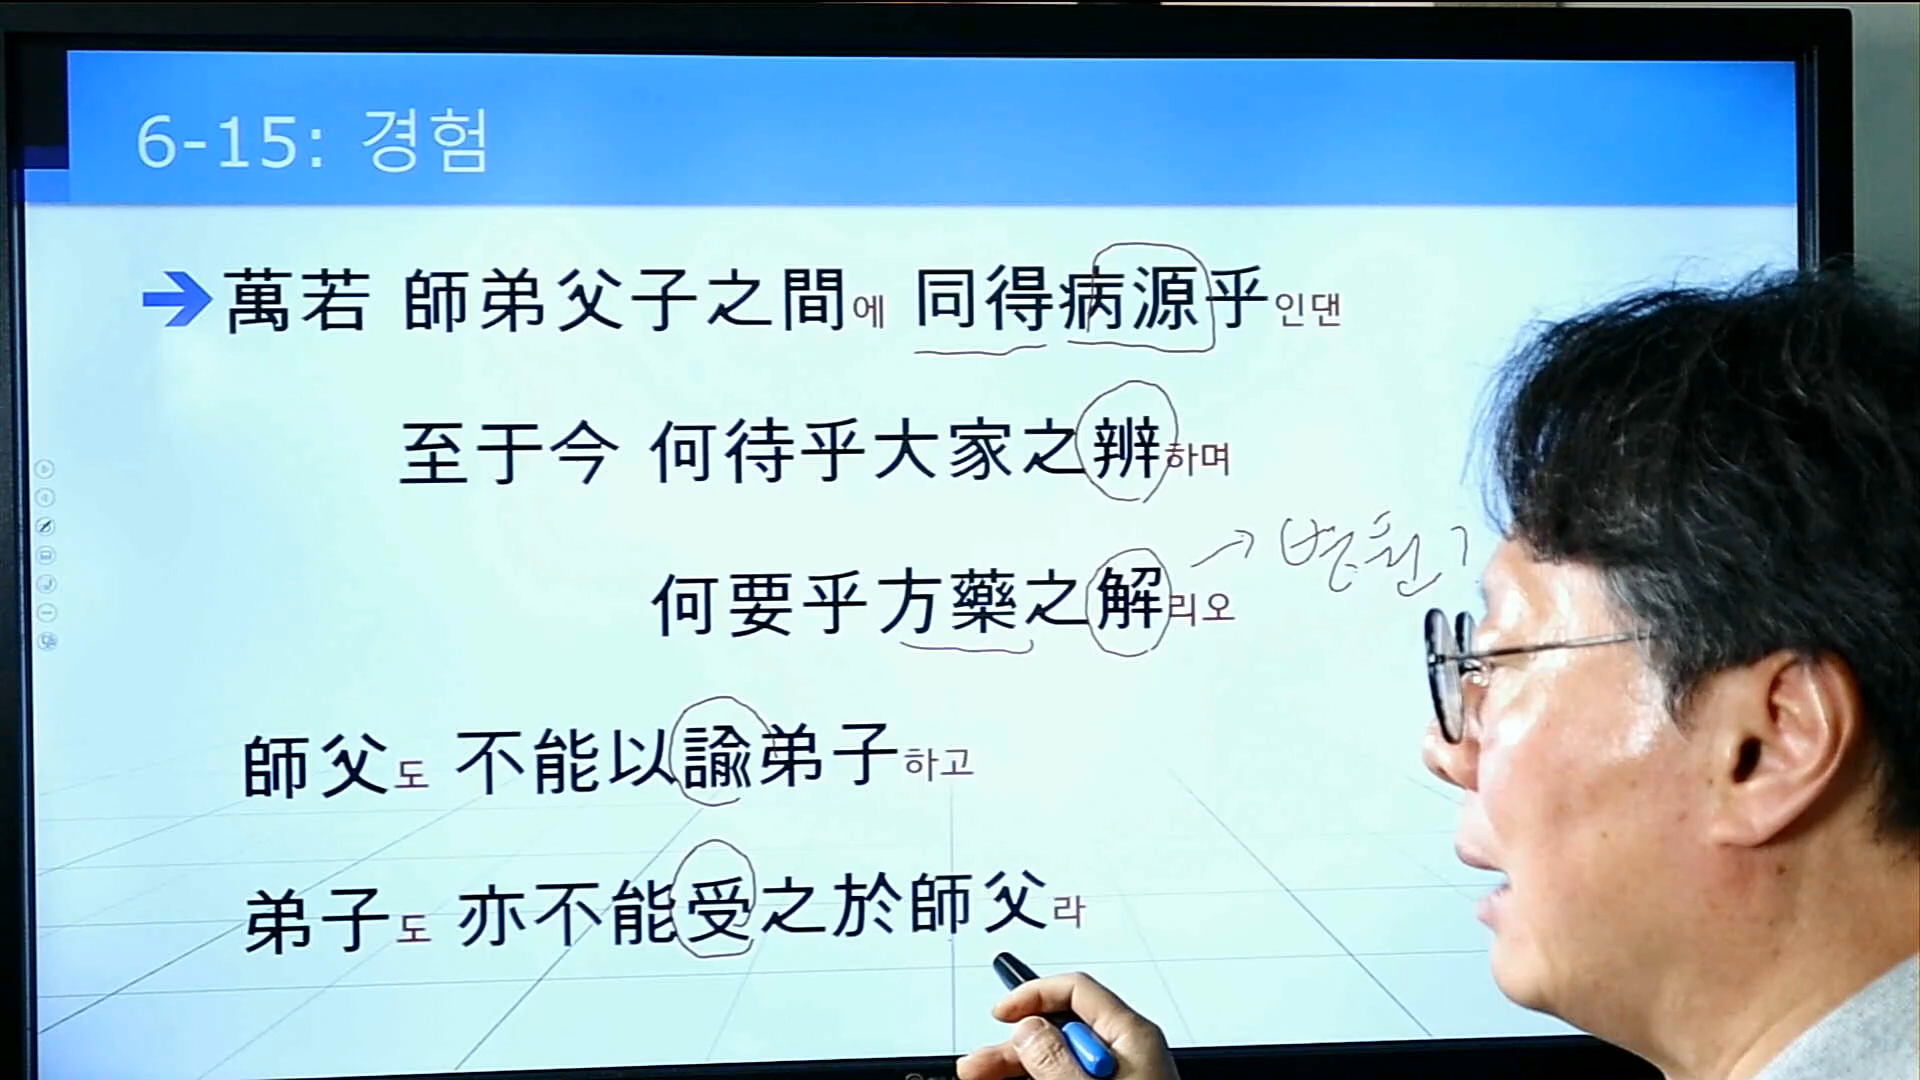 6-15: 경험
萬若 師弟父子之間에 同得病源乎인댄
至于今 何待乎大家之辨하며
何要乎方藥之解리오
師父도 不能以諭弟子하고
弟子도 亦不能受之於師父라